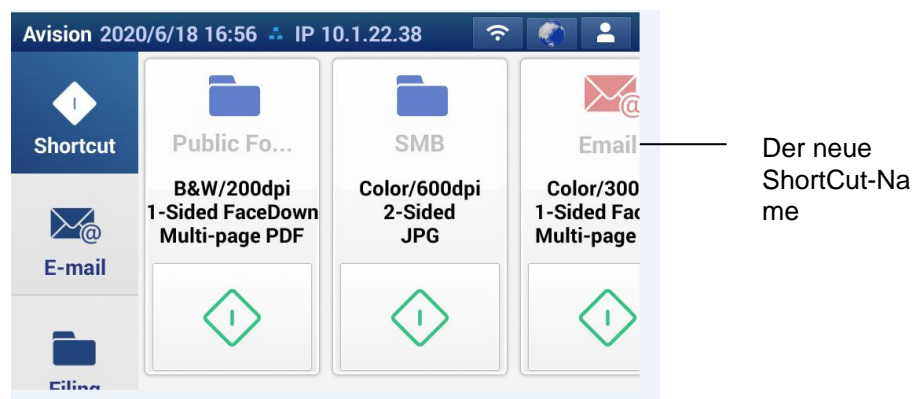 Avision 2020/6/18 16:56 IP 10.1.22.38
Shortcut
E-mail
Filing
Public Fo...
B&W/200dpi
1-Sided FaceDown
Multi-page PDF
SMB
Color/600dpi
2-Sided
JPG
Email
Color/300
1-Sided Fac
Multi-page
Der neue
ShortCut-Na
me